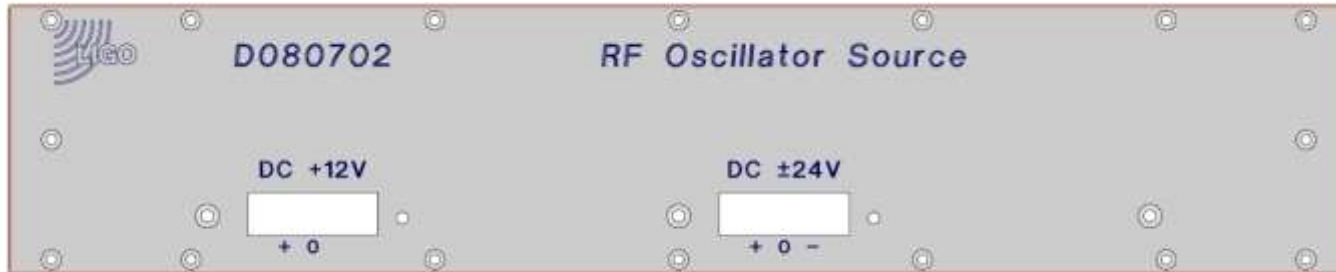 LIGO D080702 RF Oscillator Source
DC +12V DC ±24V
+ 0 + 0 -